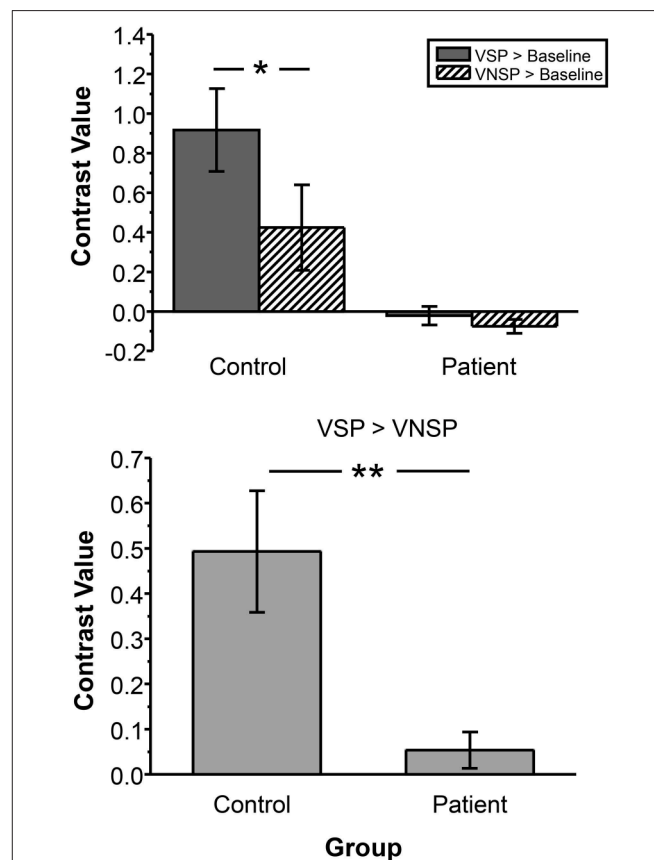 1.4
1.2
1.0
0.8
0.6
0.4
0.2
0.0
-0.2
Contrast Value
*
VSP > Baseline
VNSP > Baseline
Control Patient
VSP > VNSP
0.7
0.6
0.5
0.4
0.3
0.2
0.1
0.0
Contrast Value
**
Control Patient
Group